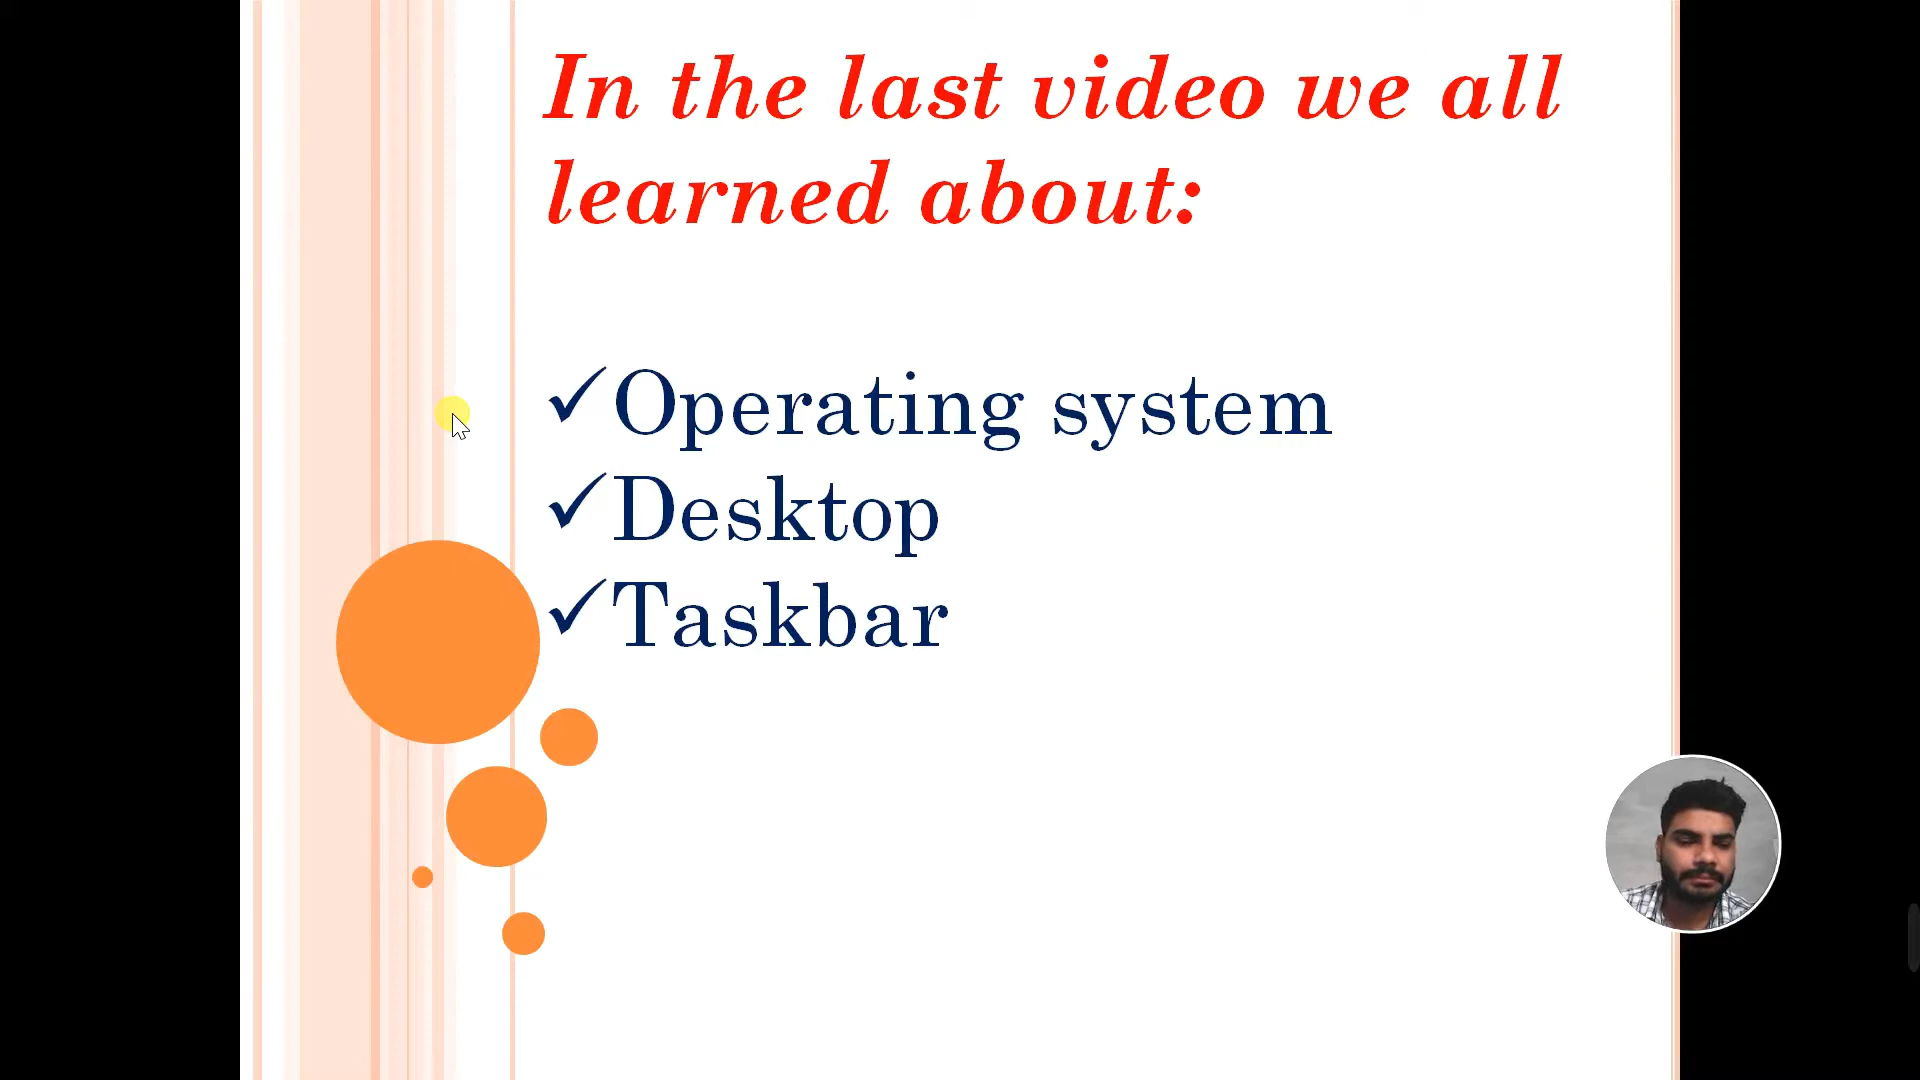 In the last video we all
learned about:
✓Operating system
✓Desktop
✓Taskbar